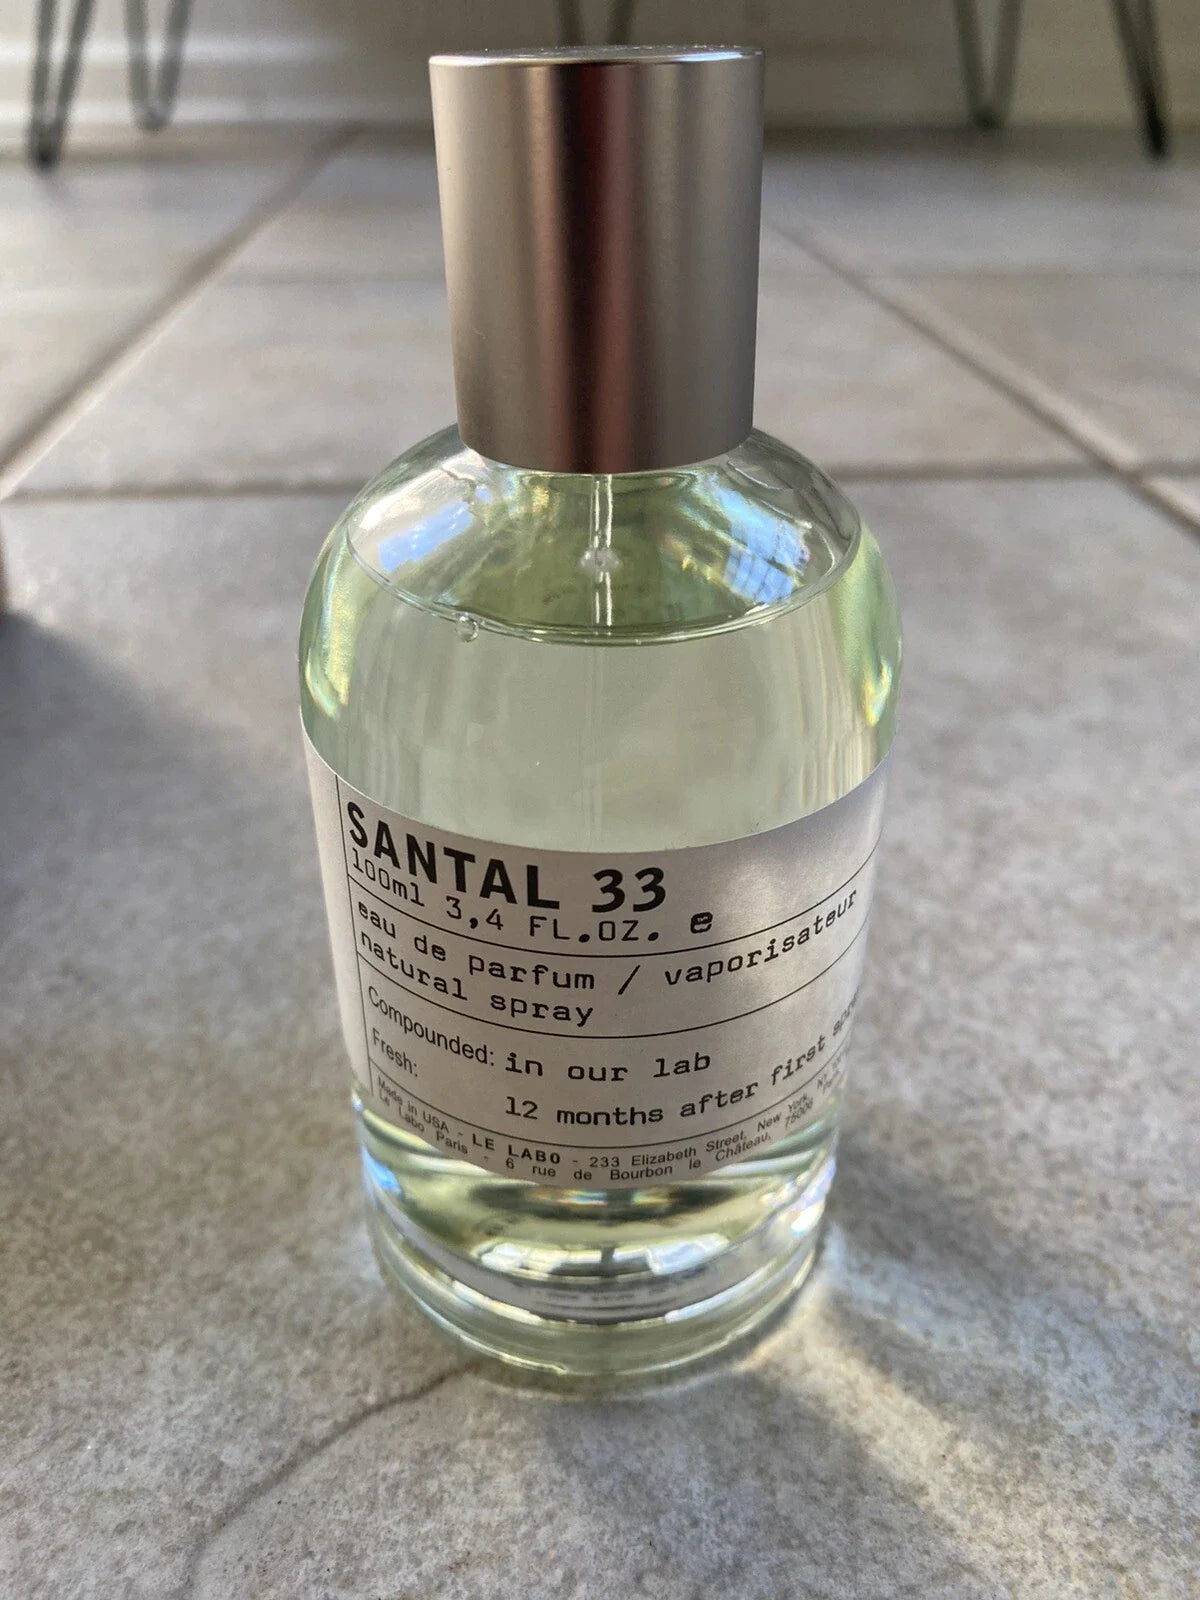 SANTAL 33
100ml 3,4 FL.OZ. e
eau de parfum / vaporisateur
natural spray
Compounded: in our lab
Fresh: 12 months after first
Made in USA - LE LABO - 233 Elizabeth Street, New York, NY
Le Labo Paris - 6 rue de Bourbon le Château, 75006